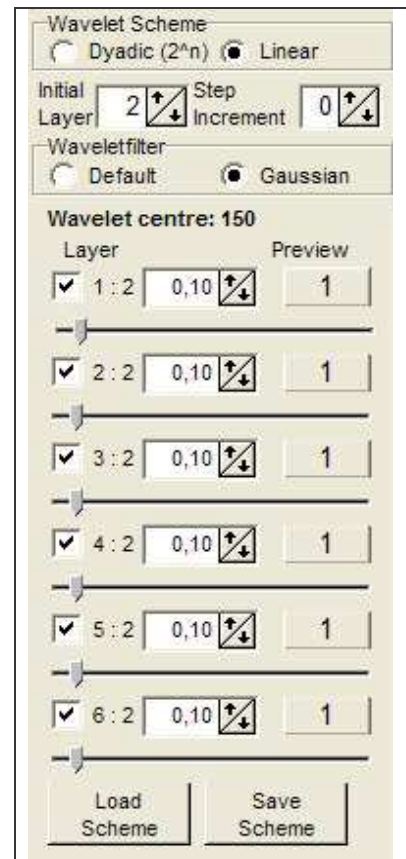 Wavelet Scheme
Dyadic (2^n) Linear
Initial Layer 2 Step Increment 0
Waveletfilter
Default Gaussian
Wavelet centre: 150
Layer Preview
1 : 2 0,10 1
2 : 2 0,10 1
3 : 2 0,10 1
4 : 2 0,10 1
5 : 2 0,10 1
6 : 2 0,10 1
Load Scheme Save Scheme